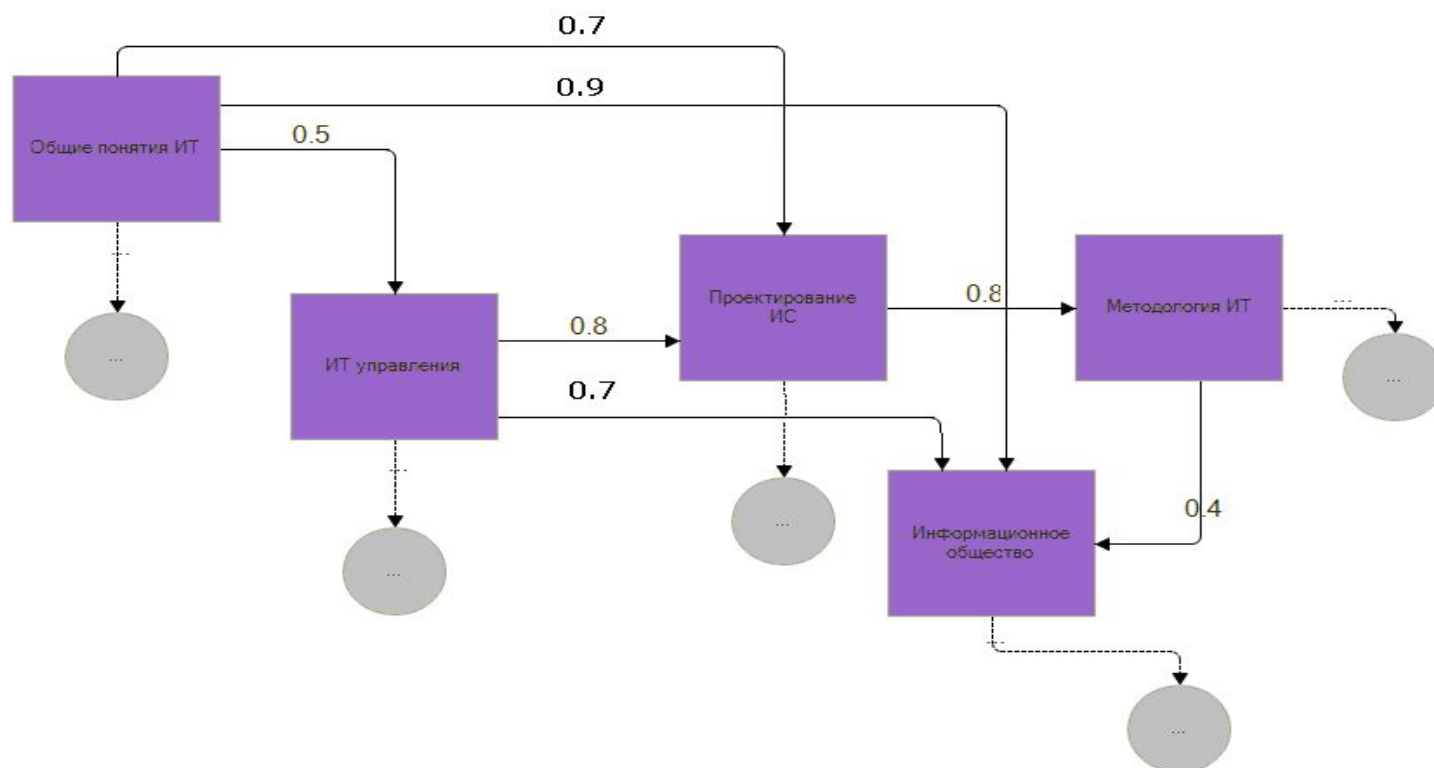 0.7
0.9
0.5
Общие понятия ИТ
...
Проектирование
ИС
0.8
Методология ИТ
...
0.8
ИТ управления
0.7
...
...
Информационное
общество
0.4
...